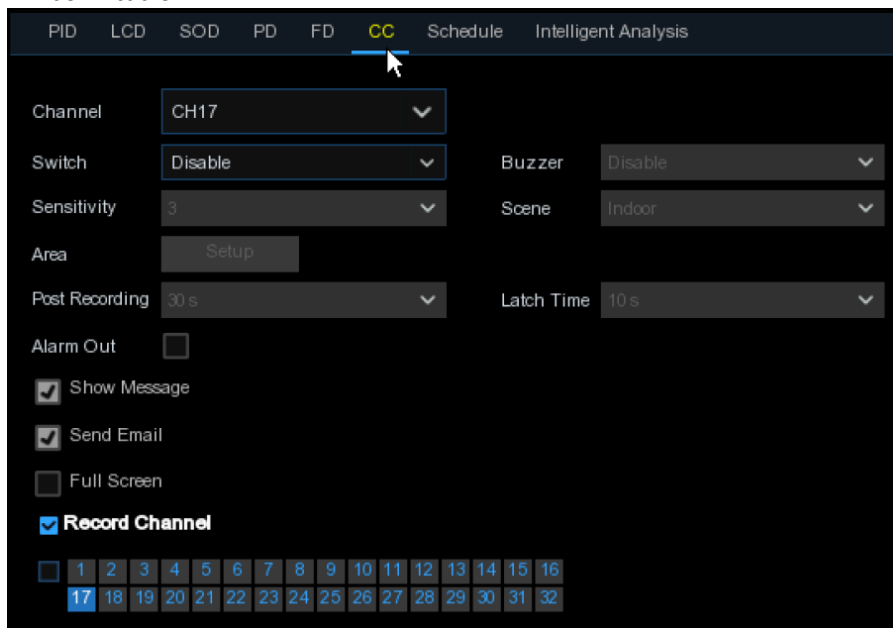 PID LCD SOD PD FD CC Schedule Intelligent Analysis
Channel CH17
Switch Disable Buzzer Disable
Sensitivity 3 Scene Indoor
Area Setup
Post Recording 30 s Latch Time 10 s
Alarm Out
Show Message
Send Email
Full Screen
Record Channel
1 2 3 4 5 6 7 8 9 10 11 12 13 14 15 16
17 18 19 20 21 22 23 24 25 26 27 28 29 30 31 32